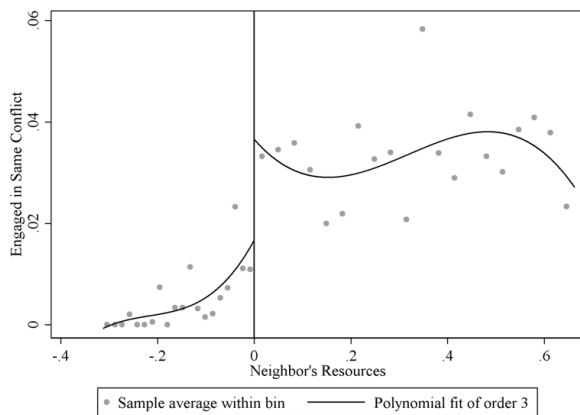 .06
.04
.02
0
Engaged in Same Conflict
-.4
-.2
0
.2
.4
.6
Neighbor's Resources
Sample average within bin
Polynomial fit of order 3